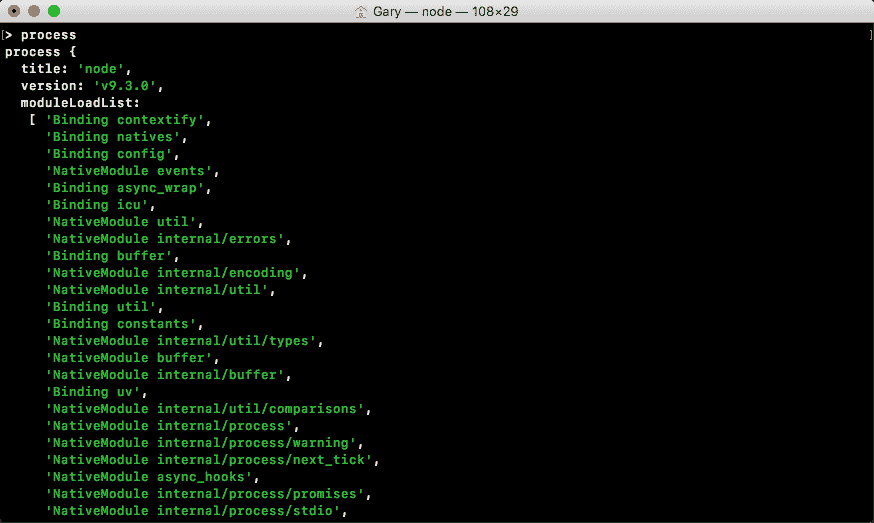 Gary — node — 108×29
[> process ]
process {
  title: 'node',
  version: 'v9.3.0',
  moduleLoadList:
   [ 'Binding contextify',
     'Binding natives',
     'Binding config',
     'NativeModule events',
     'Binding async_wrap',
     'Binding icu',
     'NativeModule util',
     'NativeModule internal/errors',
     'Binding buffer',
     'NativeModule internal/encoding',
     'NativeModule internal/util',
     'Binding util',
     'Binding constants',
     'NativeModule internal/util/types',
     'NativeModule buffer',
     'NativeModule internal/buffer',
     'Binding uv',
     'NativeModule internal/util/comparisons',
     'NativeModule internal/process',
     'NativeModule internal/process/warning',
     'NativeModule internal/process/next_tick',
     'NativeModule async_hooks',
     'NativeModule internal/process/promises',
     'NativeModule internal/process/stdio',